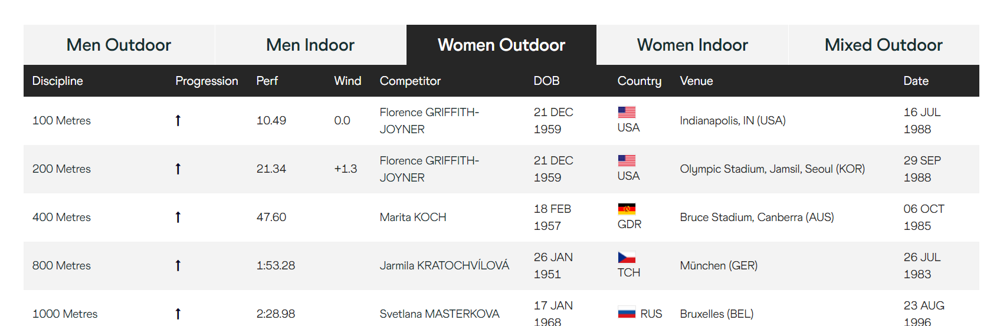 Men Outdoor Men Indoor Women Outdoor Women Indoor Mixed Outdoor
Discipline Progression Perf Wind Competitor DOB Country Venue Date
100 Metres ↑ 10.49 0.0 Florence GRIFFITH-JOYNER 21 DEC 1959 USA Indianapolis, IN (USA) 16 JUL 1988
200 Metres ↑ 21.34 +1.3 Florence GRIFFITH-JOYNER 21 DEC 1959 USA Olympic Stadium, Jamsil, Seoul (KOR) 29 SEP 1988
400 Metres ↑ 47.60 Marita KOCH 18 FEB 1957 GDR Bruce Stadium, Canberra (AUS) 06 OCT 1985
800 Metres ↑ 1:53.28 Jarmila KRATOCHVÍLOVÁ 26 JAN 1951 TCH München (GER) 26 JUL 1983
1000 Metres ↑ 2:28.98 Svetlana MASTERKOVA 17 JAN 1968 RUS Bruxelles (BEL) 23 AUG 1996